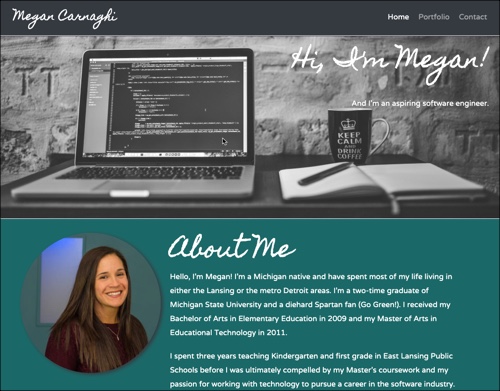 Megan Carnaghi
Home Portfolio Contact
Hi, I'm Megan!
And I'm an aspiring software engineer.
KEEP
CALM
AND
DRINK
COFFEE
About Me
Hello, I'm Megan! I'm a Michigan native and have spent most of my life living in
either the Lansing or the metro Detroit areas. I'm a two-time graduate of
Michigan State University and a diehard Spartan fan (Go Green!). I received my
Bachelor of Arts in Elementary Education in 2009 and my Master of Arts in
Educational Technology in 2011.
I spent three years teaching Kindergarten and first grade in East Lansing Public
Schools before I was ultimately compelled by my Master's coursework and my
passion for working with technology to pursue a career in the software industry.